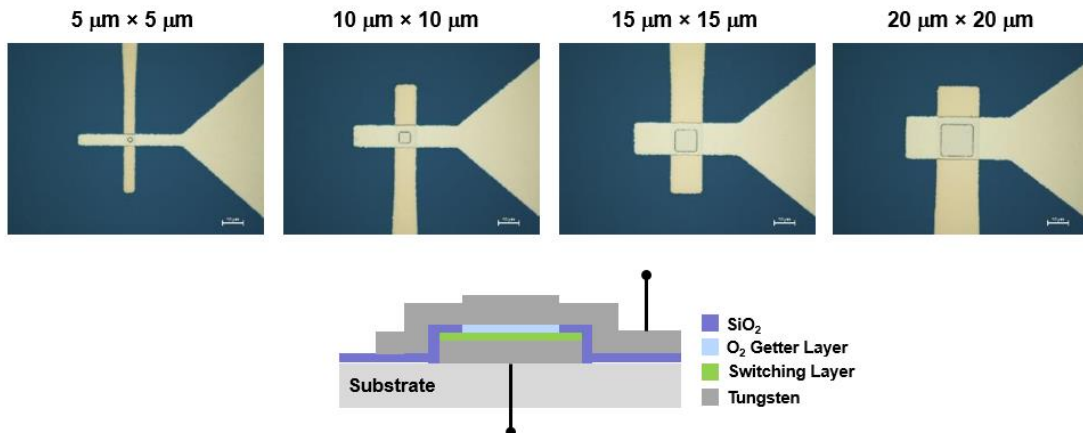 5 μm × 5 μm
10 μm × 10 μm
15 μm × 15 μm
20 μm × 20 μm
SiO₂
O₂ Getter Layer
Switching Layer
Tungsten
Substrate